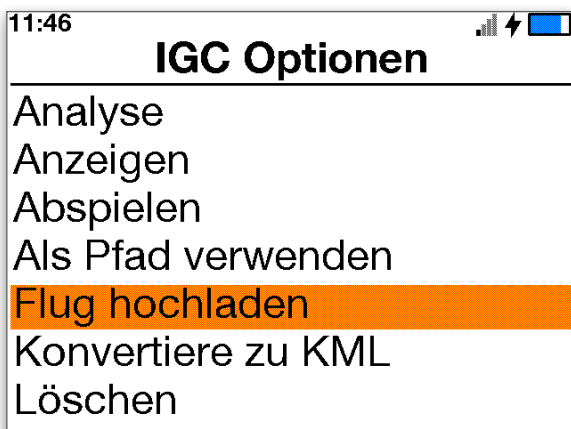 11:46
IGC Optionen
Analyse
Anzeigen
Abspielen
Als Pfad verwenden
Flug hochladen
Konvertiere zu KML
Löschen